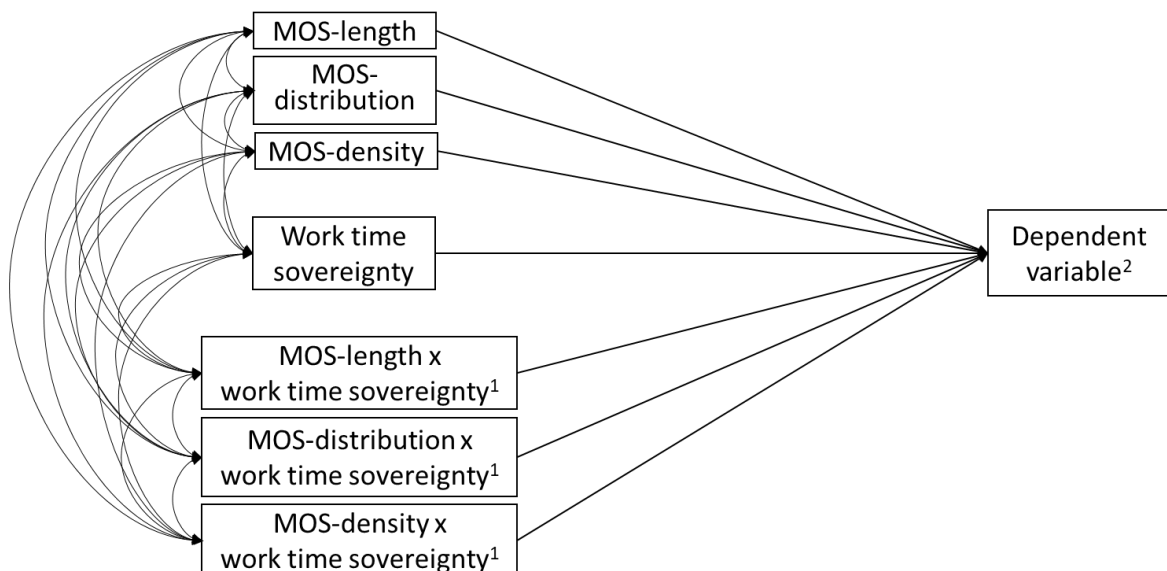 MOS-length
MOS-
distribution
MOS-density
Work time
sovereignty
MOS-length x
work time sovereignty¹
MOS-distribution x
work time sovereignty¹
MOS-density x
work time sovereignty¹
Dependent
variable²